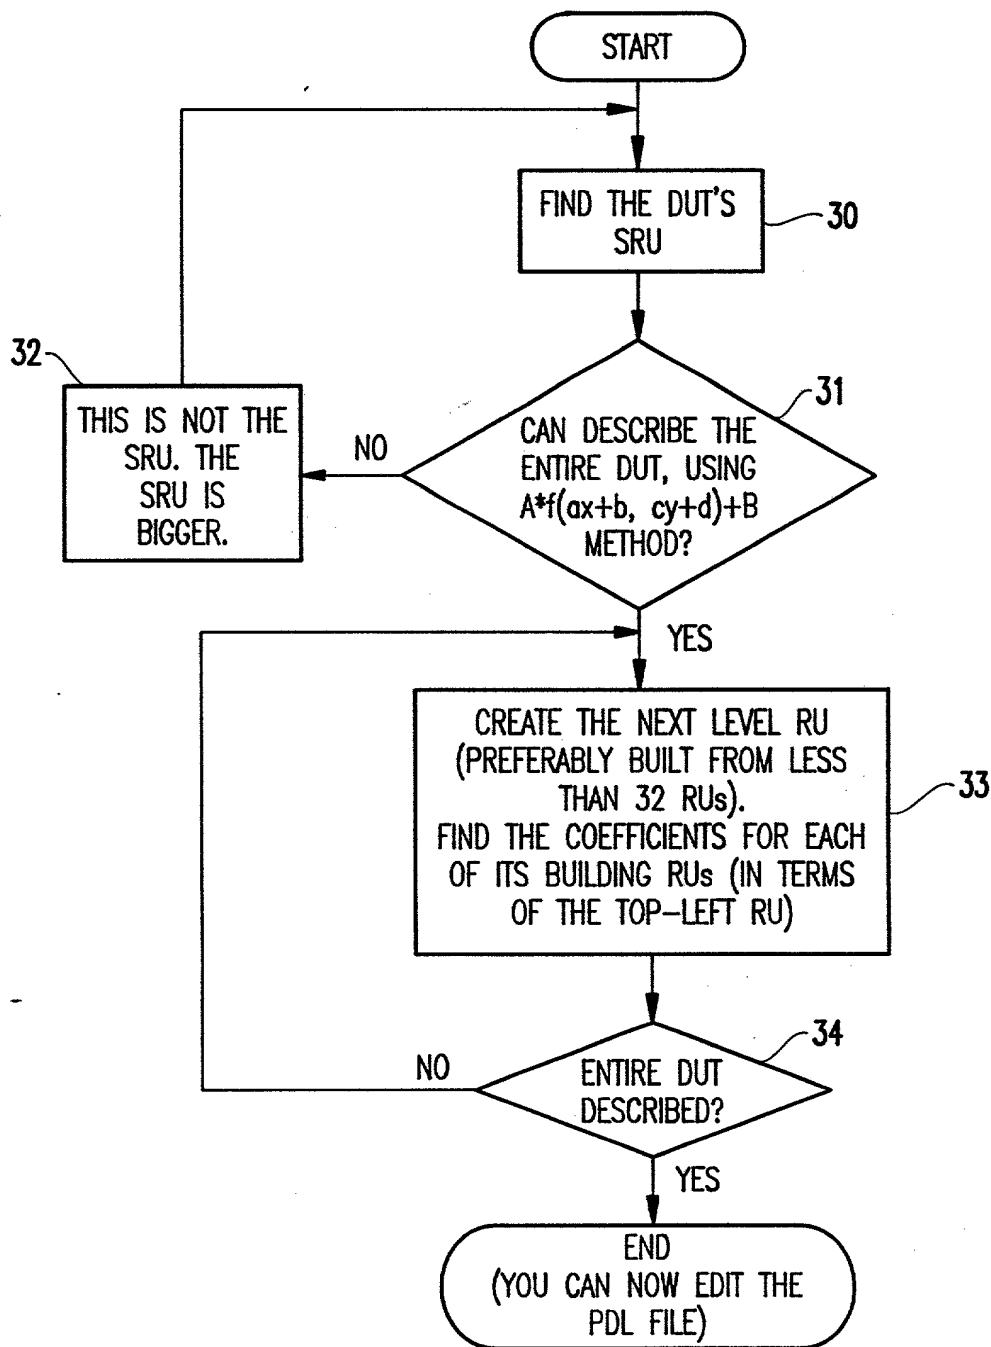 START
FIND THE DUT'S
SRU
30
32
THIS IS NOT THE
SRU. THE
SRU IS
BIGGER.
NO
31
CAN DESCRIBE THE
ENTIRE DUT, USING
A*f(ax+b, cy+d)+B
METHOD?
YES
CREATE THE NEXT LEVEL RU
(PREFERABLY BUILT FROM LESS
THAN 32 RUs).
FIND THE COEFFICIENTS FOR EACH
OF ITS BUILDING RUs (IN TERMS
OF THE TOP-LEFT RU)
33
34
NO
ENTIRE DUT
DESCRIBED?
YES
END
(YOU CAN NOW EDIT THE
PDL FILE)